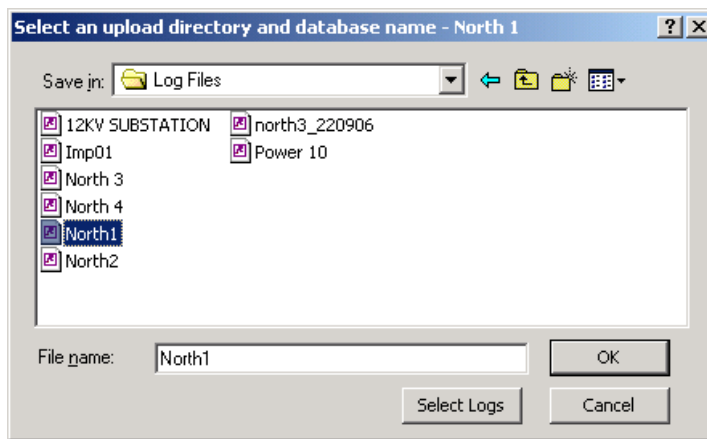 Select an upload directory and database name - North 1
Save in: Log Files
12KV SUBSTATION north3_220906
Imp01 Power 10
North 3
North 4
North1
North2
File name: North1 OK
Select Logs Cancel